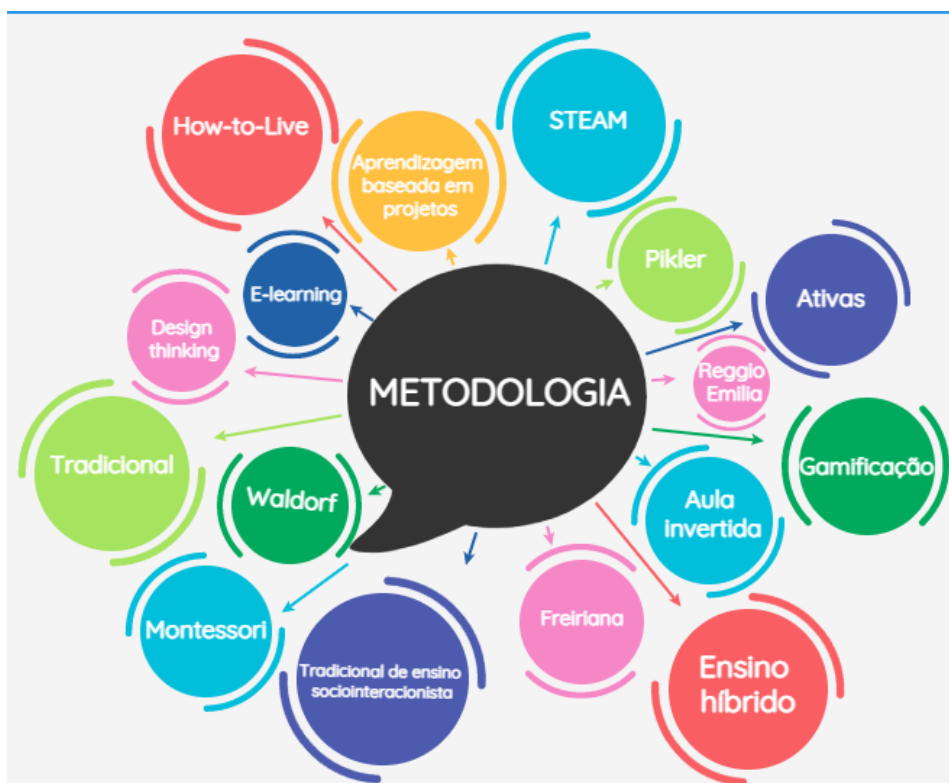 How-to-Live
STEAM
Aprendizagem
baseada em
projetos
Pikler
E-learning
Ativas
Design
thinking
METODOLOGIA
Reggio
Emilia
Tradicional
Gamificação
Waldorf
Aula
invertida
Montessori
Freiriana
Tradicional de ensino
sociointeracionista
Ensino
híbrido